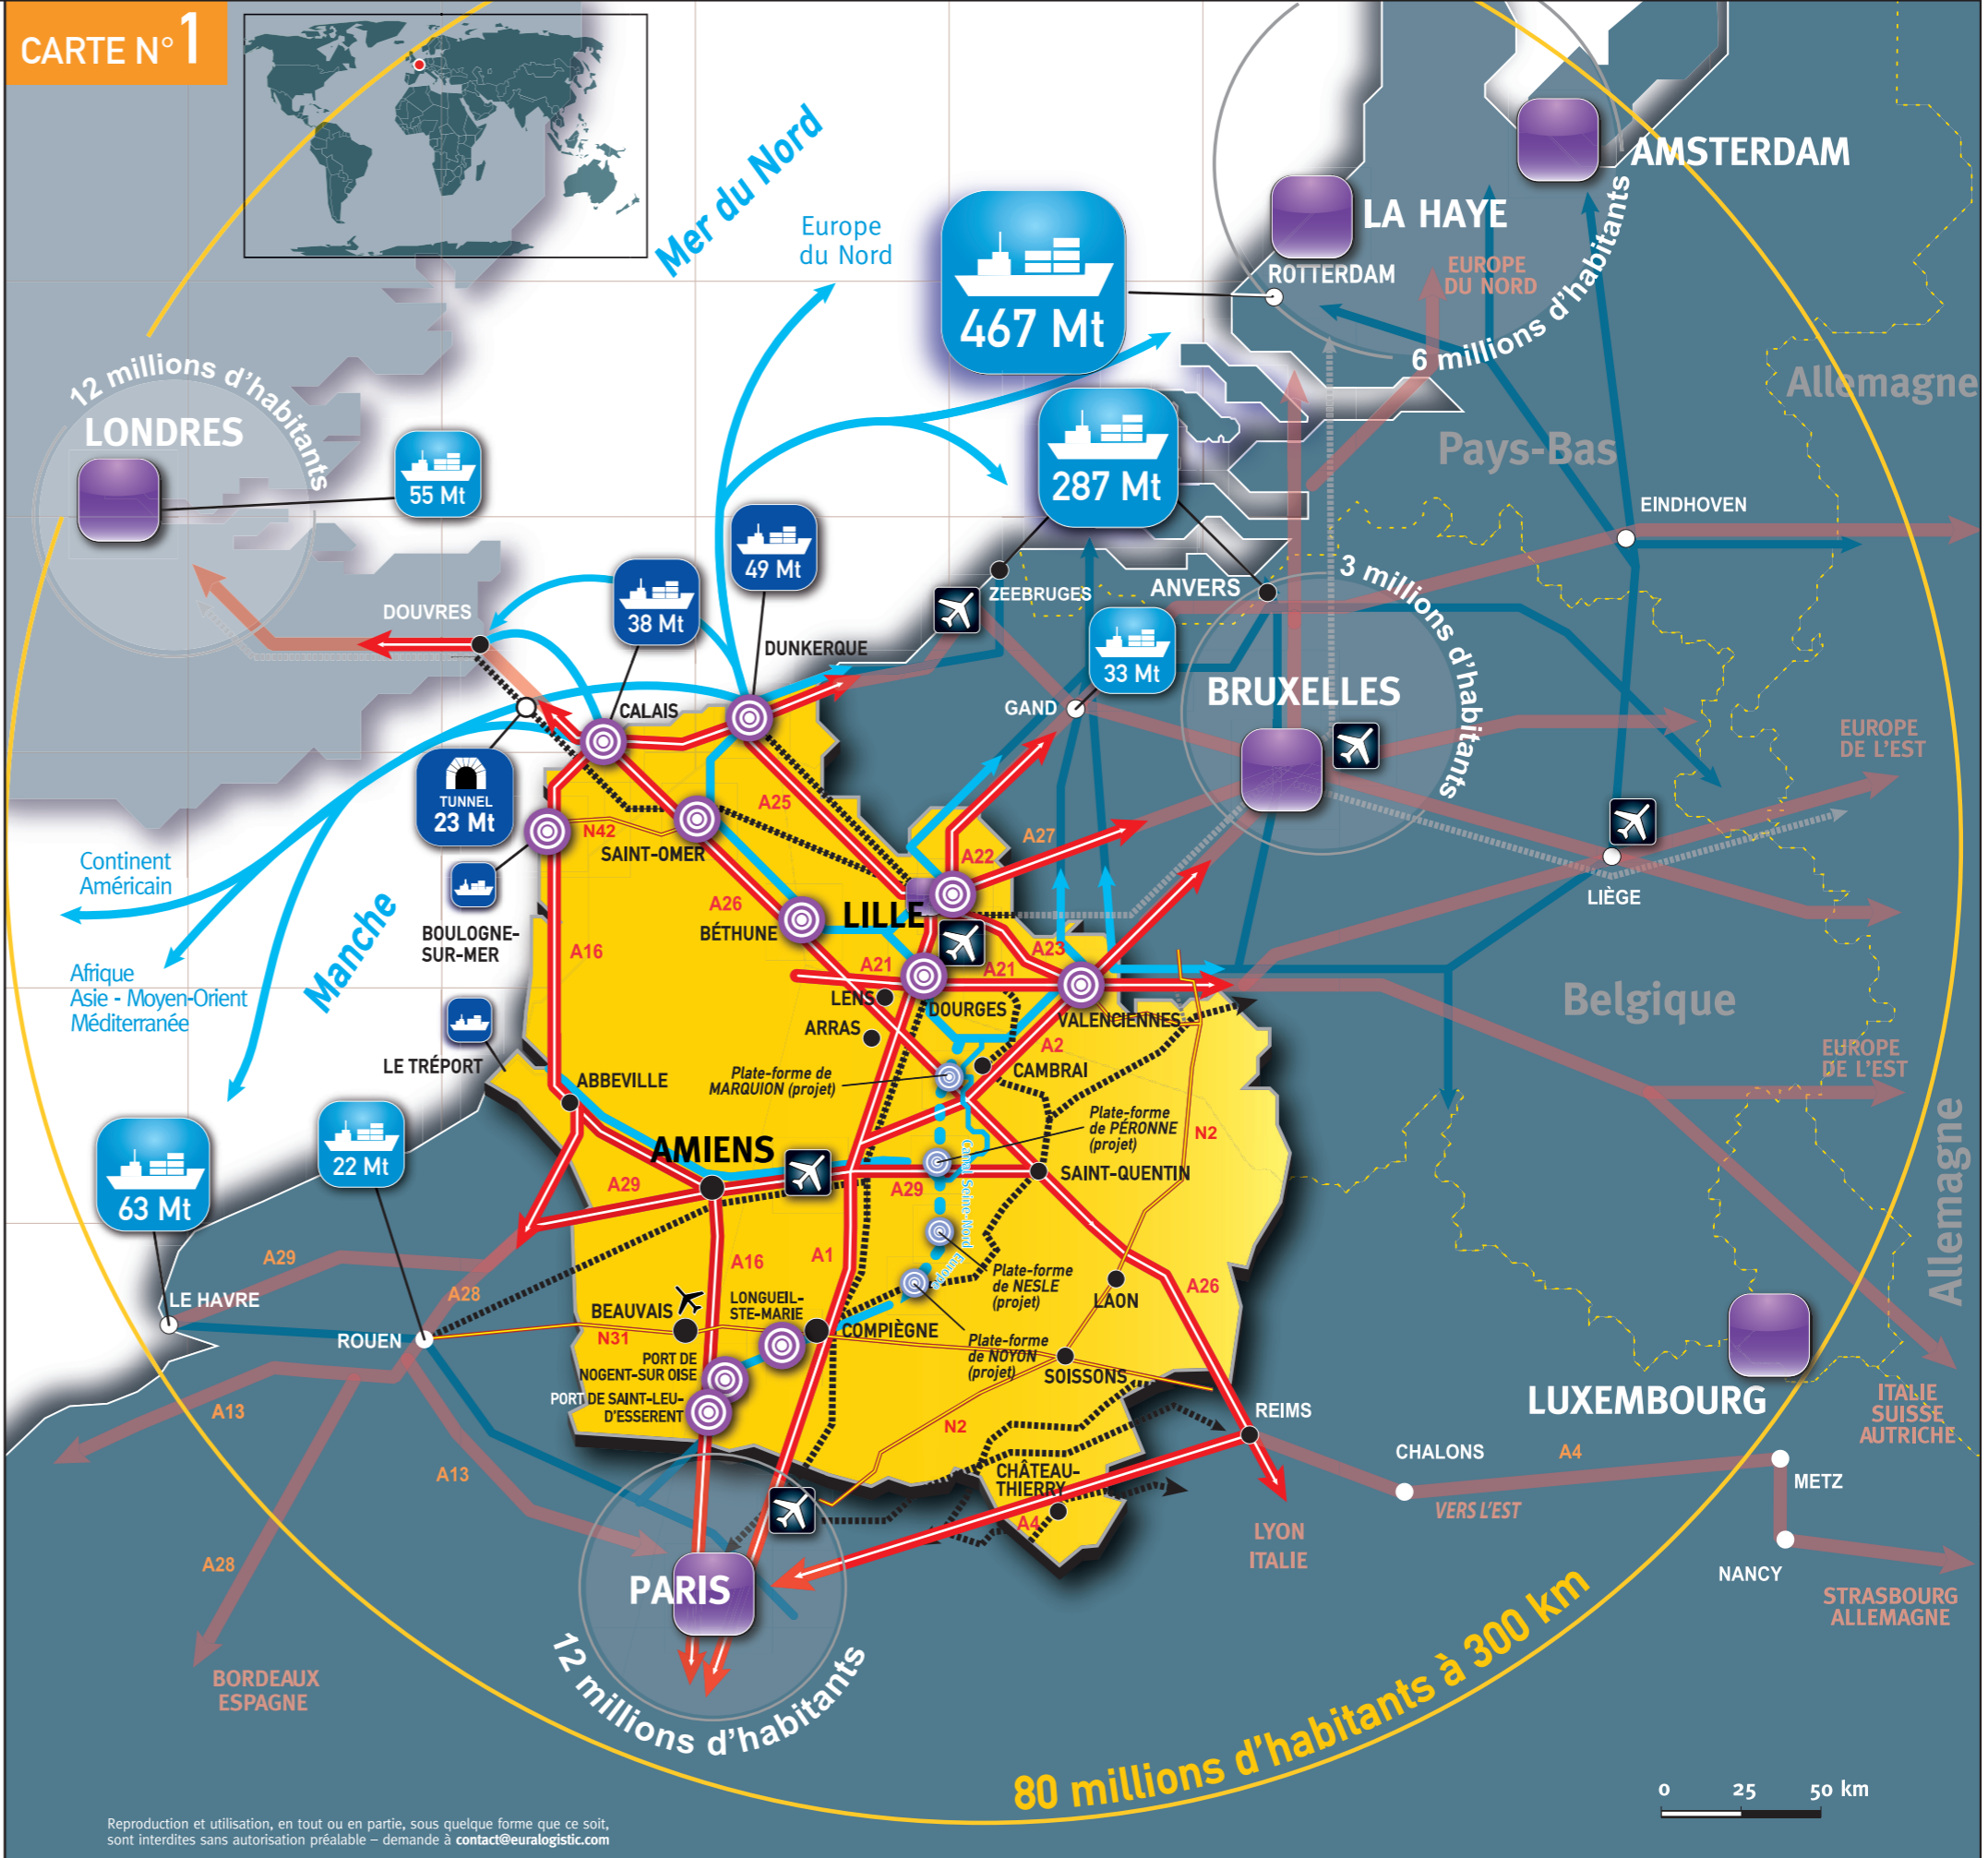 CARTE N°1
Mer du Nord
Europe
du Nord
467 Mt
AMSTERDAM
LA HAYE
ROTTERDAM
EUROPE
DU NORD
6 millions d'habitants
Allemagne
Pays-Bas
12 millions d'habitants
LONDRES
55 Mt
287 Mt
EINDHOVEN
49 Mt
38 Mt
DOUVRES
ZEEBRUGES
ANVERS
3 millions d'habitants
DUNKERQUE
33 Mt
BRUXELLES
GAND
CALAIS
EUROPE
DE L'EST
TUNNEL
23 Mt
A25
N42
SAINT-OMER
A27
A22
LIÈGE
Continent
Américain
Manche
BOULOGNE-
SUR-MER
A26
BÉTHUNE
LILLE
A16
A23
A21
A21
Afrique
Asie - Moyen-Orient
Méditerranée
LENS
DOURGES
VALENCIENNES
Belgique
ARRAS
A2
LE TRÉPORT
ABBEVILLE
Plate-forme de
MARQUION (projet)
CAMBRAI
EUROPE
DE L'EST
Plate-forme
de PÉRONNE
(projet)
N2
Allemagne
22 Mt
63 Mt
AMIENS
A29
A29
SAINT-QUENTIN
Canal Seine-Nord
Europe
A29
A28
A16
A1
Plate-forme
de NESLE
(projet)
LAON
A26
LE HAVRE
ROUEN
BEAUVAIS
LONGUEIL-
STE-MARIE
N31
COMPIÈGNE
Plate-forme
de NOYON
(projet)
SOISSONS
PORT DE
NOGENT-SUR OISE
PORT DE SAINT-LEU-
D'ESSERENT
LUXEMBOURG
ITALIE
SUISSE
AUTRICHE
A13
N2
REIMS
CHALONS
A4
METZ
VERS L'EST
A13
CHÂTEAU-
THIERRY
A4
LYON
ITALIE
A28
NANCY
PARIS
STRASBOURG
ALLEMAGNE
BORDEAUX
ESPAGNE
12 millions d'habitants
80 millions d'habitants à 300 km
0 25 50 km
Reproduction et utilisation, en tout ou en partie, sous quelque forme que ce soit,
sont interdites sans autorisation préalable – demande à contact@euralogistic.com